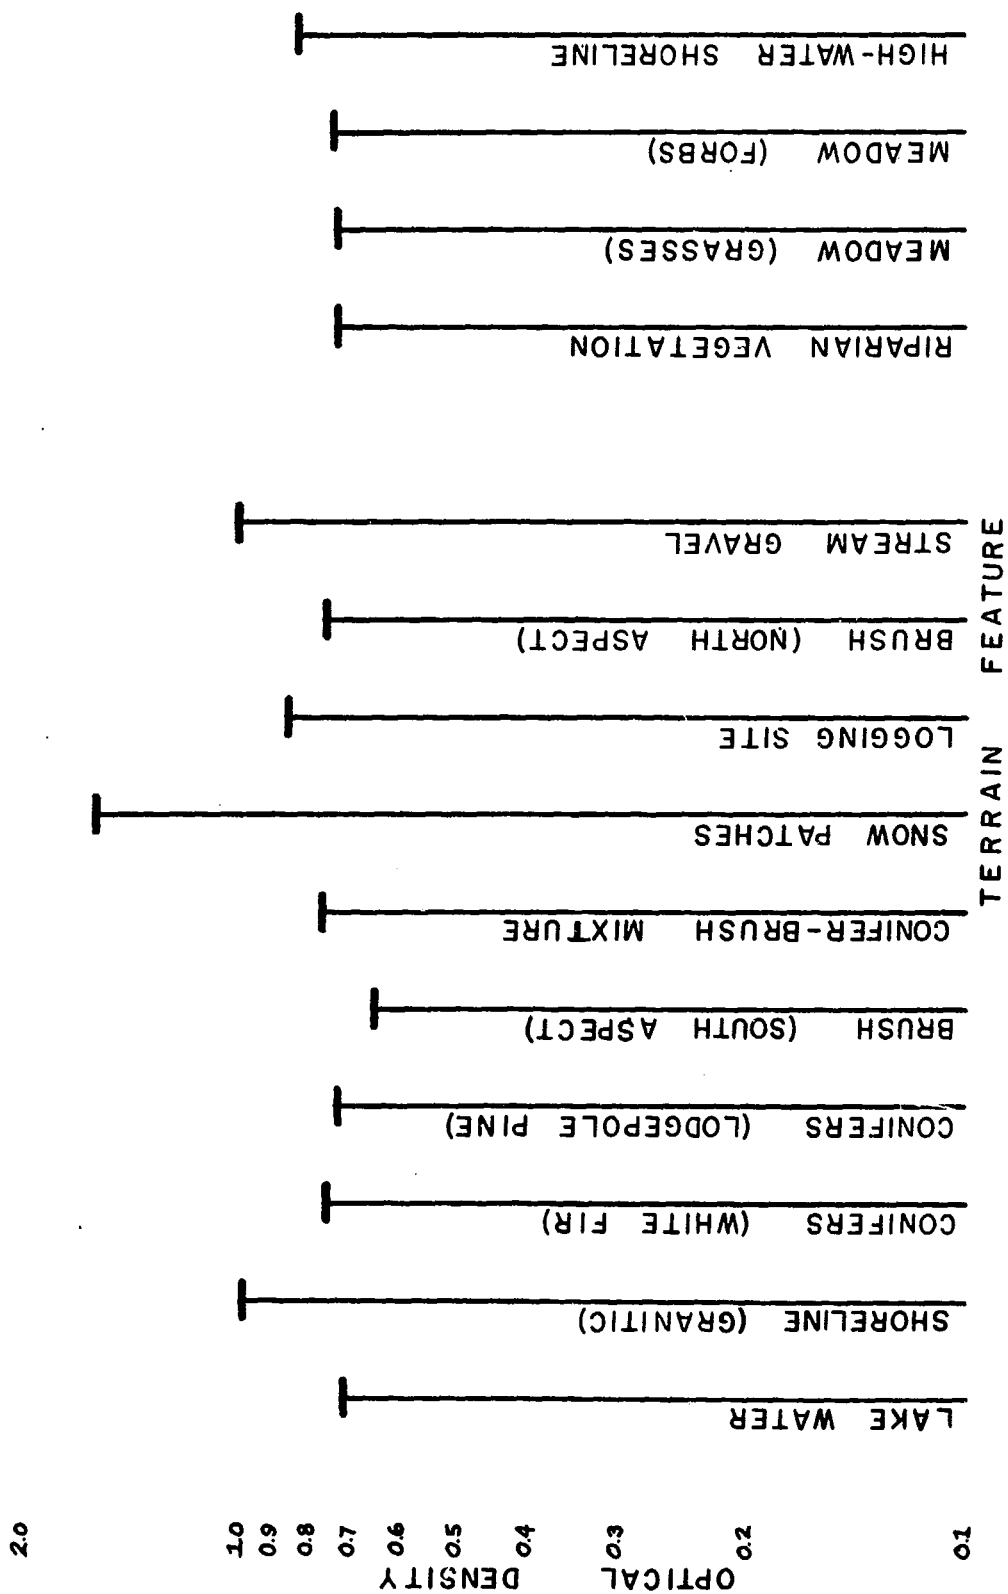 OPTICAL DENSITY
2.0
1.0
0.9
0.8
0.7
0.6
0.5
0.4
0.3
0.2
0.1
LAKE WATER
SHORELINE (GRANITIC)
CONIFERS (WHITE FIR)
CONIFERS (LODGEPOLE PINE)
BRUSH (SOUTH ASPECT)
CONIFER-BRUSH MIXTURE
SNOW PATCHES
LOGGING SITE
BRUSH (NORTH ASPECT)
STREAM GRAVEL
RIPARIAN VEGETATION
MEADOW (GRASSES)
MEADOW (FORBS)
HIGH-WATER SHORELINE
TERRAIN FEATURE